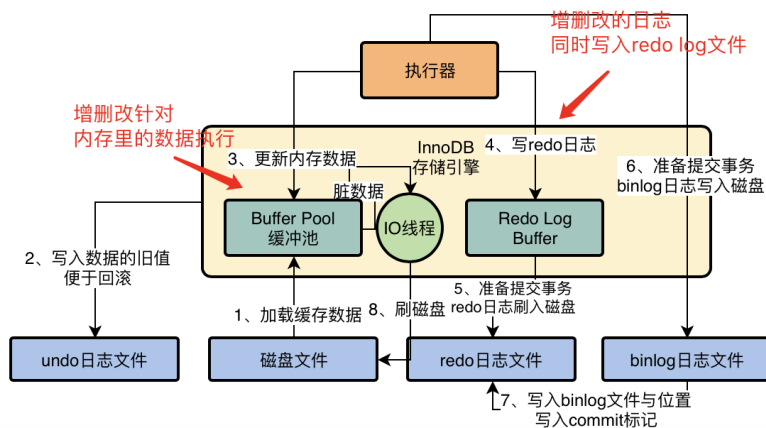 增删改的日志
同时写入redo log文件
执行器
增删改针对
内存里的数据执行
InnoDB
存储引擎
4、写redo日志
3、更新内存数据
6、准备提交事务
binlog日志写入磁盘
脏数据
Buffer Pool
缓冲池
IO线程
Redo Log
Buffer
2、写入数据的旧值
便于回滚
5、准备提交事务
redo日志刷入磁盘
1、加载缓存数据
8、刷磁盘
undo日志文件
磁盘文件
redo日志文件
binlog日志文件
7、写入binlog文件与位置
写入commit标记